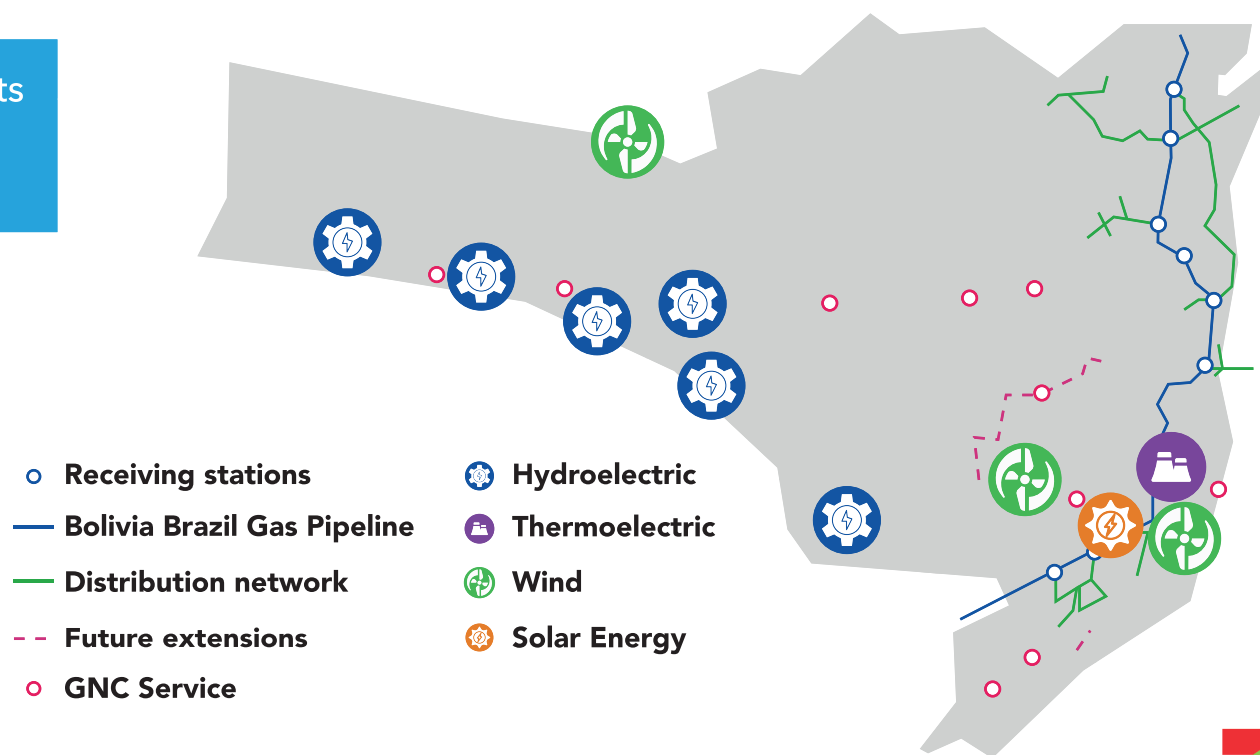 ts
Receiving stations
Bolivia Brazil Gas Pipeline
Distribution network
Future extensions
GNC Service
Hydroelectric
Thermoelectric
Wind
Solar Energy